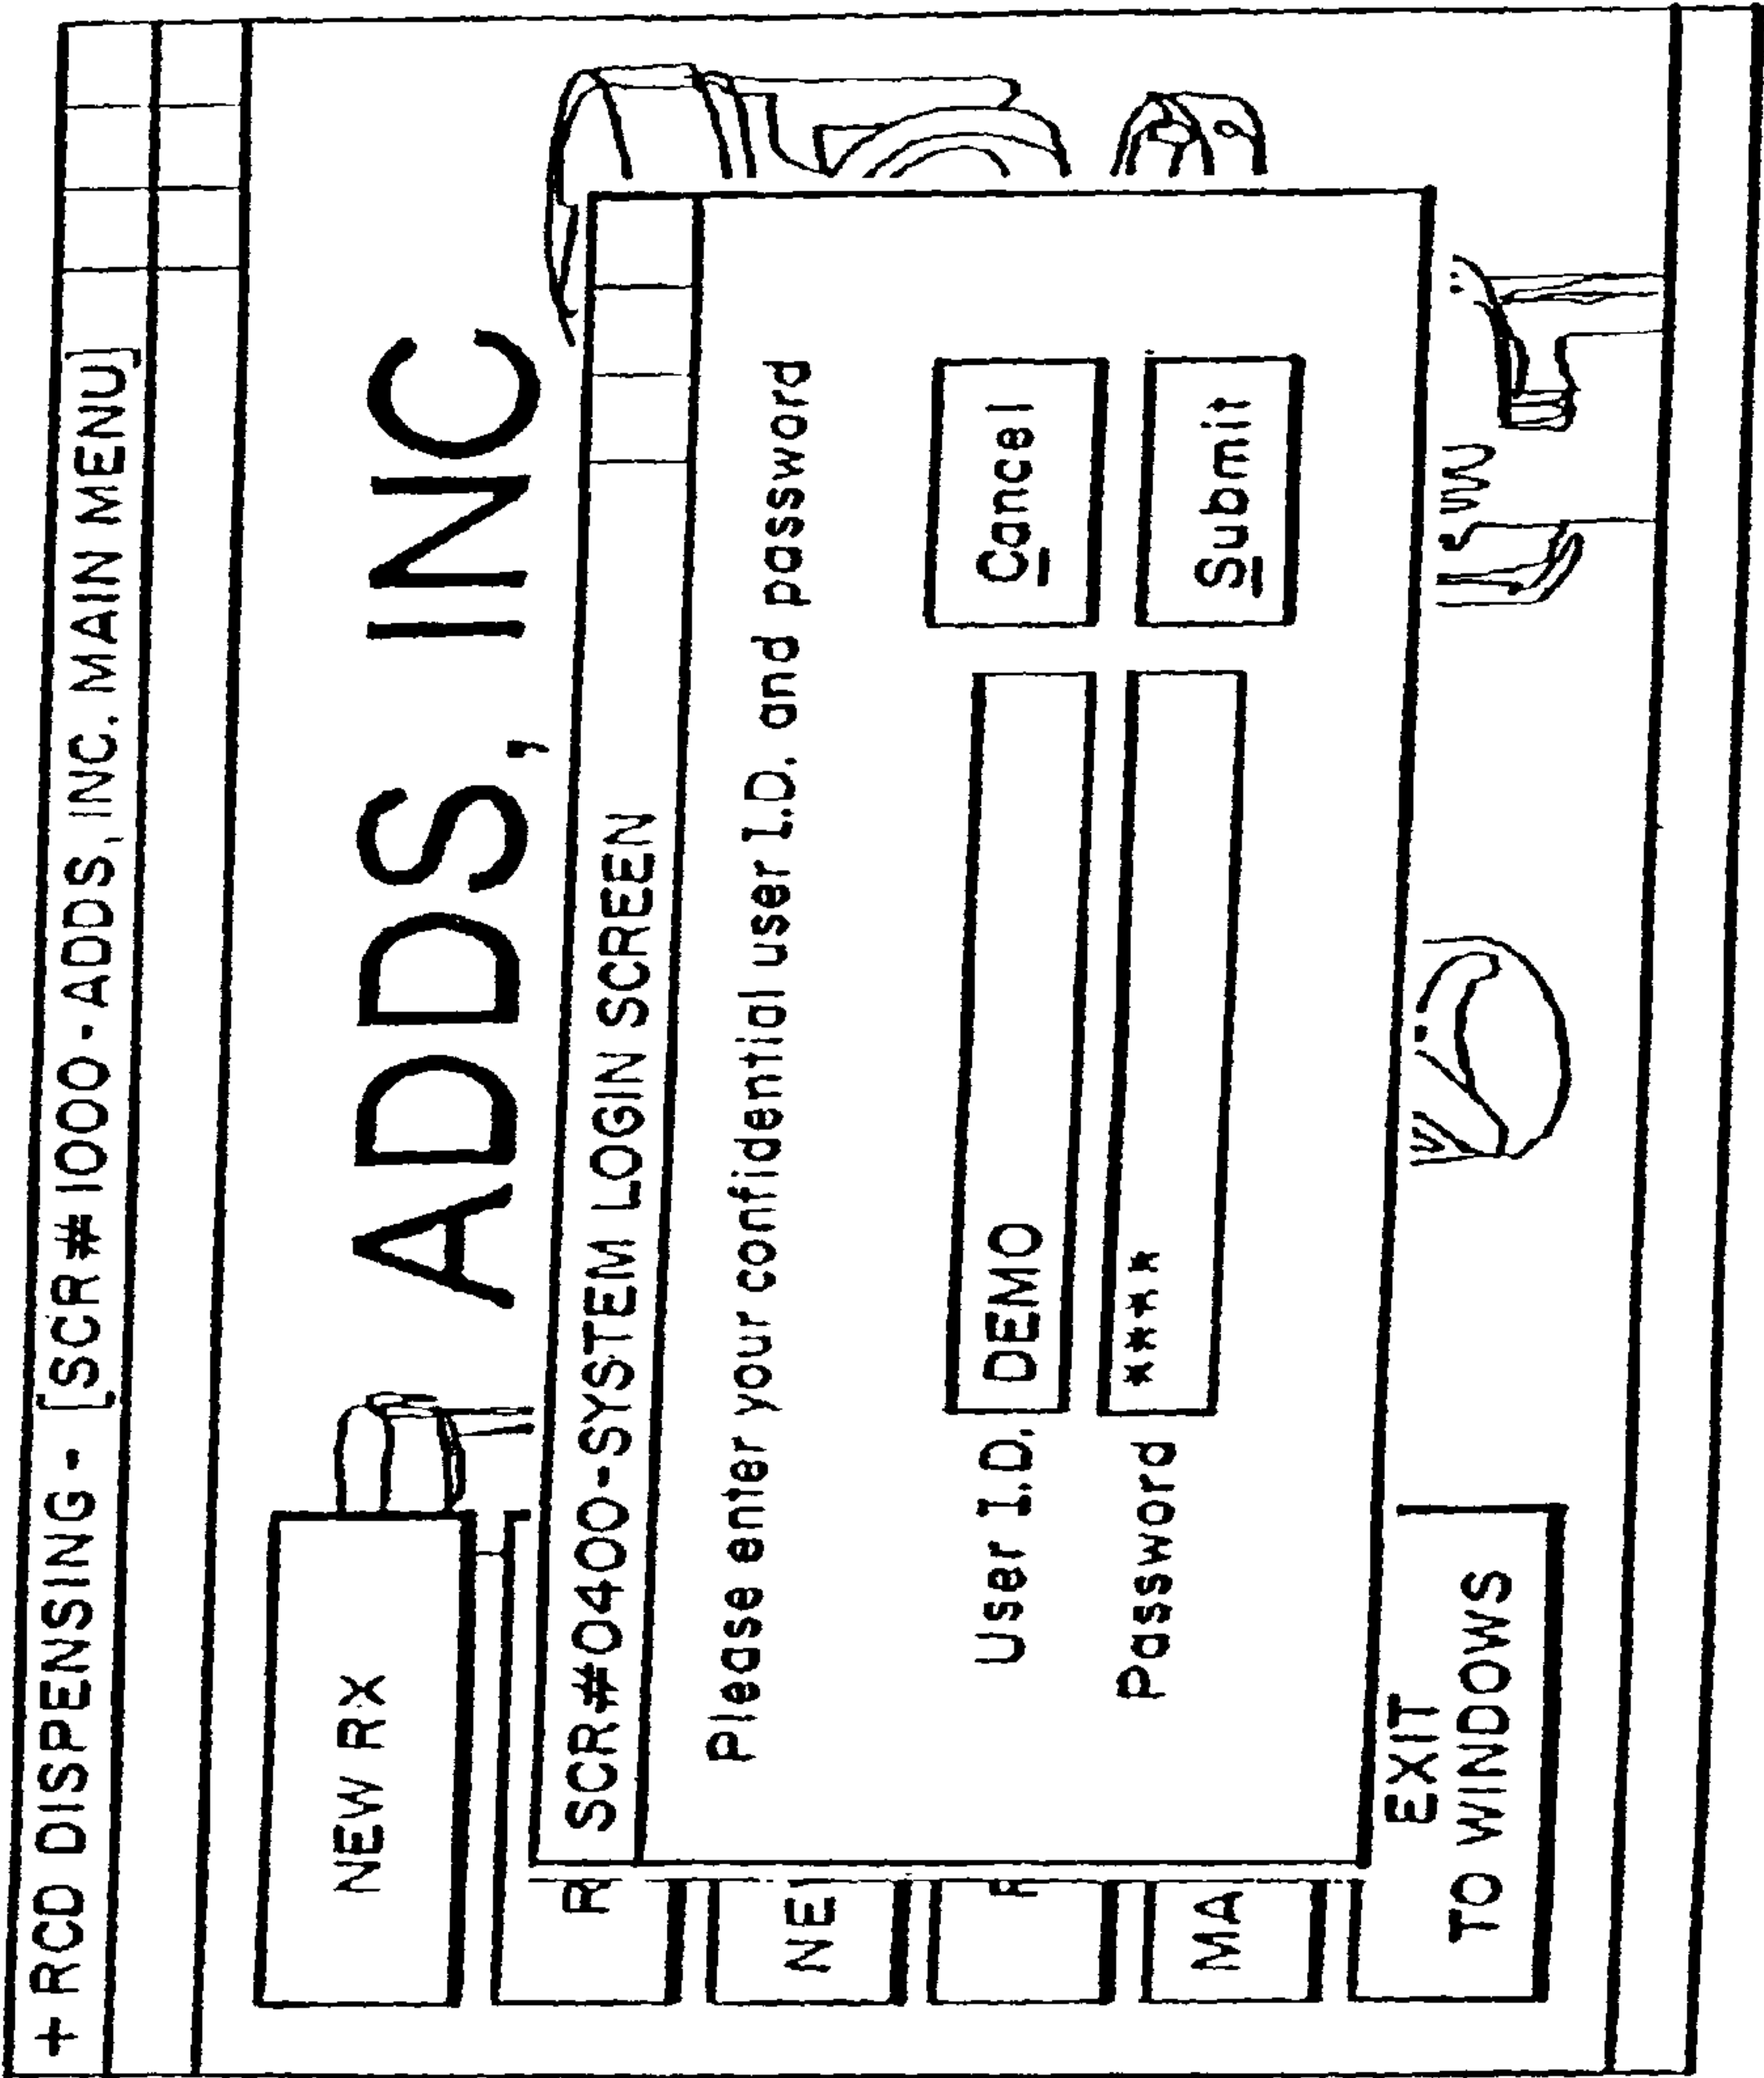 + RCD DISPENSING - [SCR#1000-ADDS, INC. MAIN MENU]
ADDS, INC
NEW RX
SCR#0400-SYSTEM LOGIN SCREEN
Please enter your confidential user I.D. and password
User I.D. DEMO
Cancel
Password ****
Submit
R
NE
MA
EXIT
TO WINDOWS